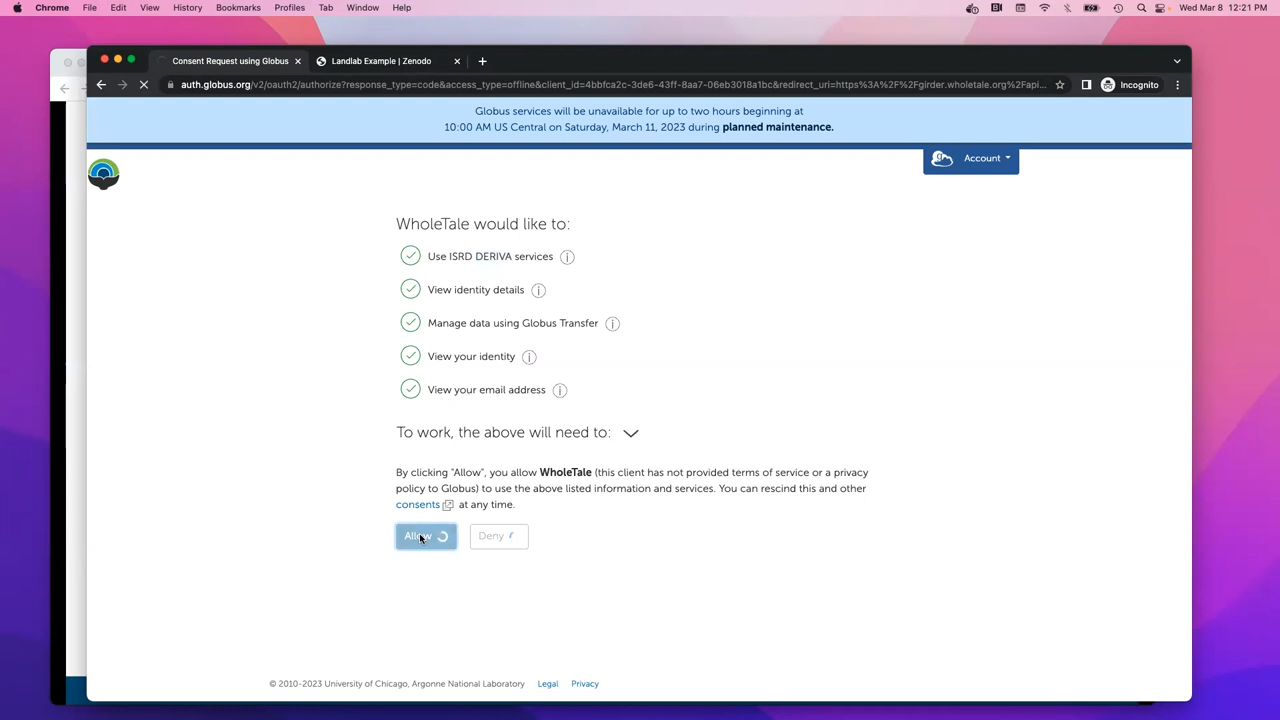 Chrome File Edit View History Bookmarks Profiles Tab Window Help Wed Mar 8 12:21 PM
Consent Request using Globus Landlab Example | Zenodo
auth.globus.org/v2/oauth2/authorize?response_type=code&access_type=offline&client_id=4bbfca2c-3de6-43ff-8aa7-06eb3018a1bc&redirect_uri=https%3A%2F%2Fgirder.wholetale.org%2Fapi... Incognito
Globus services will be unavailable for up to two hours beginning at
10:00 AM US Central on Saturday, March 11, 2023 during planned maintenance.
Account
WholeTale would like to:
Use ISRD DERIVA services
View identity details
Manage data using Globus Transfer
View your identity
View your email address
To work, the above will need to:
By clicking "Allow", you allow WholeTale (this client has not provided terms of service or a privacy
policy to Globus) to use the above listed information and services. You can rescind this and other
consents at any time.
Allow Deny
© 2010-2023 University of Chicago, Argonne National Laboratory Legal Privacy